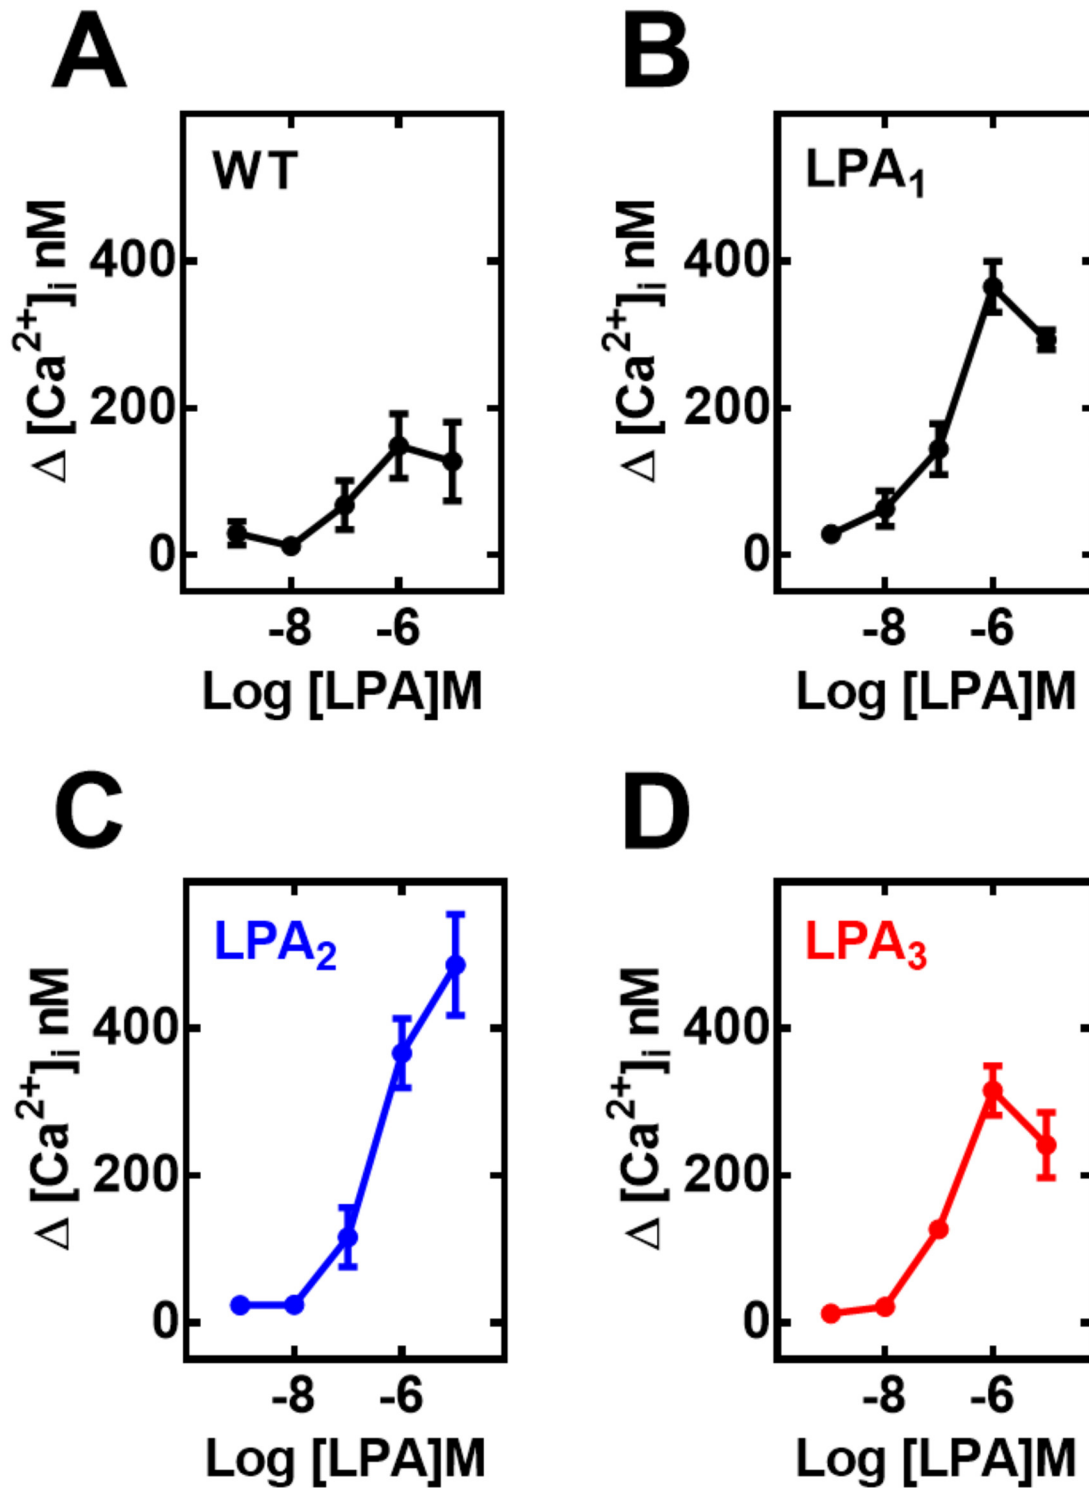 A
WT
Δ [Ca²⁺]ᵢ nM
400
200
0
-8 -6
Log [LPA]M
B
LPA₁
Δ [Ca²⁺]ᵢ nM
400
200
0
-8 -6
Log [LPA]M
C
LPA₂
Δ [Ca²⁺]ᵢ nM
400
200
0
-8 -6
Log [LPA]M
D
LPA₃
Δ [Ca²⁺]ᵢ nM
400
200
0
-8 -6
Log [LPA]M